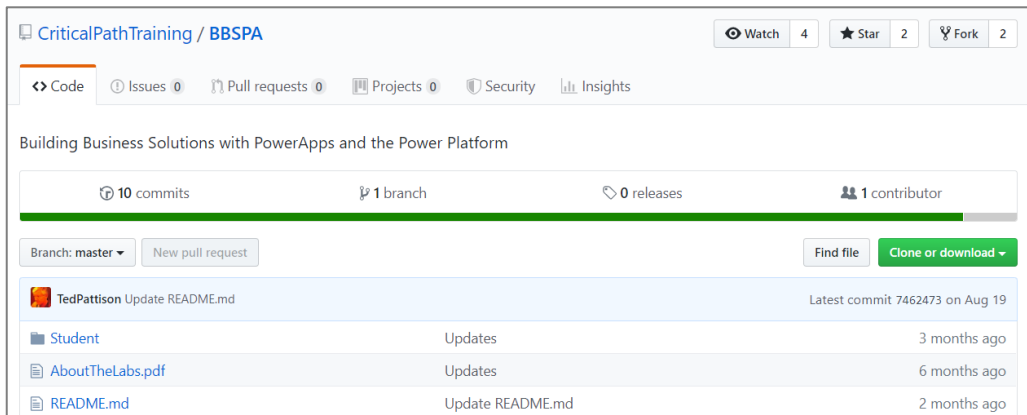 CriticalPathTraining / BBSPA
Watch 4 Star 2 Fork 2
Code Issues 0 Pull requests 0 Projects 0 Security Insights
Building Business Solutions with PowerApps and the Power Platform
10 commits 1 branch 0 releases 1 contributor
Branch: master New pull request Find file Clone or download
TedPattison Update README.md Latest commit 7462473 on Aug 19
Student Updates 3 months ago
AboutTheLabs.pdf Updates 6 months ago
README.md Update README.md 2 months ago